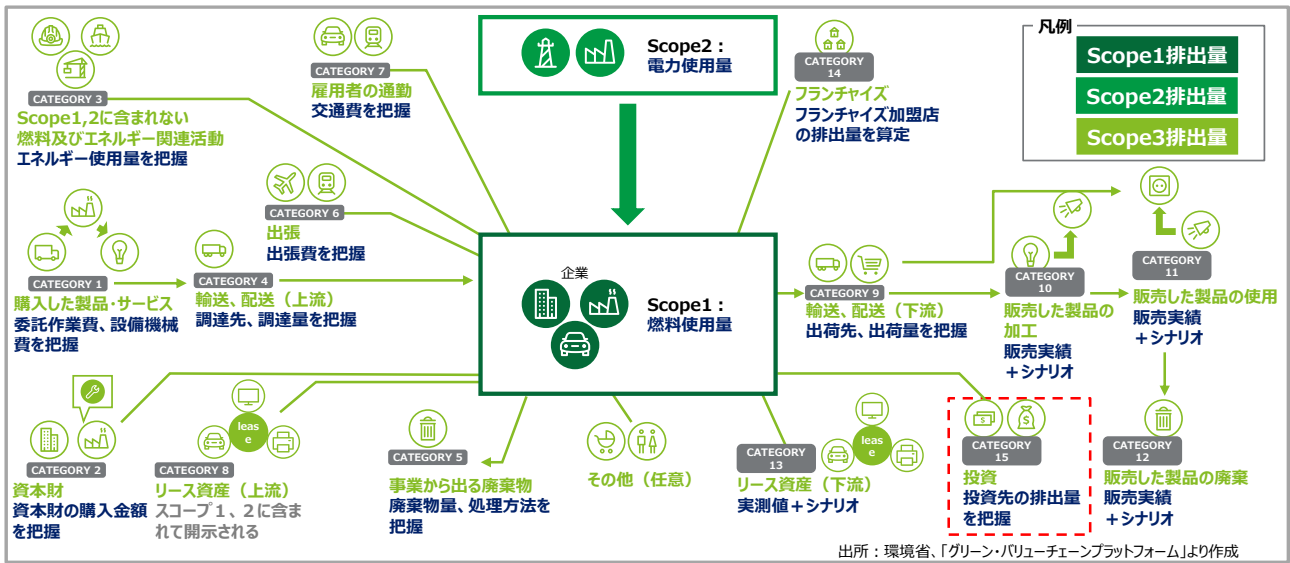 CATEGORY 3
Scope1,2に含まれない
燃料及びエネルギー関連活動
エネルギー使用量を把握
CATEGORY 7
雇用者の通勤
交通費を把握
Scope2：
電力使用量
CATEGORY
14
フランチャイズ
フランチャイズ加盟店
の排出量を算定
凡例
Scope1排出量
Scope2排出量
Scope3排出量
CATEGORY 6
出張
出張費を把握
CATEGORY 1
購入した製品・サービス
委託作業費、設備機械
費を把握
CATEGORY 4
輸送、配送（上流）
調達先、調達量を把握
企業
Scope1：
燃料使用量
CATEGORY 9
輸送、配送（下流）
出荷先、出荷量を把握
CATEGORY
10
販売した製品の
加工
販売実績
＋シナリオ
CATEGORY
11
販売した製品の使用
販売実績
＋シナリオ
CATEGORY 2
資本財
資本財の購入金額
を把握
leas
e
CATEGORY 8
リース資産（上流）
スコープ１、２に含ま
れて開示される
CATEGORY 5
事業から出る廃棄物
廃棄物量、処理方法を
把握
その他（任意）
CATEGORY
13
leas
e
リース資産（下流）
実測値＋シナリオ
CATEGORY
15
投資
投資先の排出量
を把握
CATEGORY
12
販売した製品の廃棄
販売実績
＋シナリオ
出所：環境省、「グリーン・バリューチェーンプラットフォーム」より作成